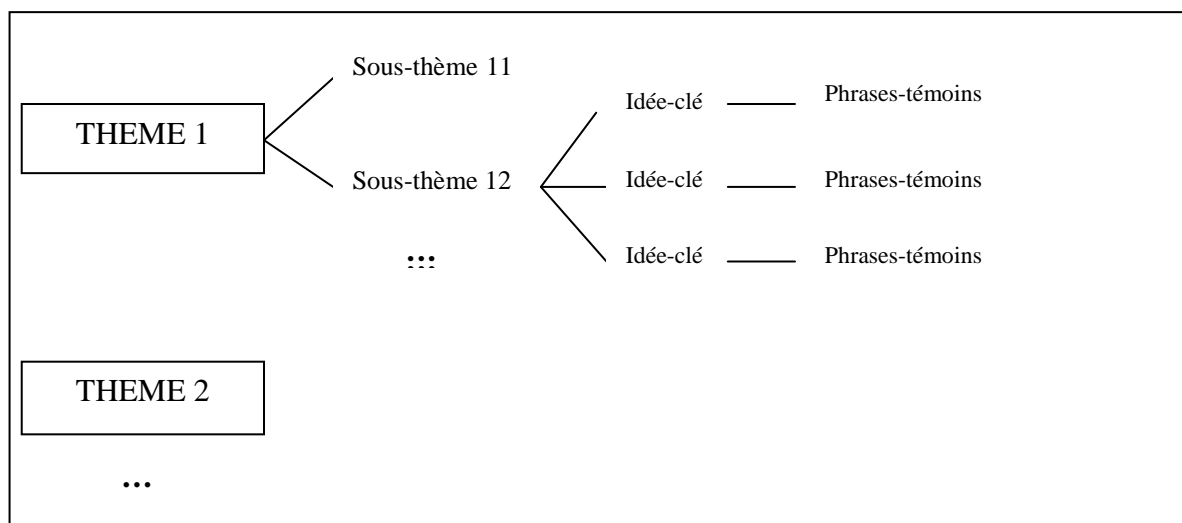 Sous-thème 11
Idée-clé Phrases-témoins
THEME 1
Sous-thème 12 Idée-clé Phrases-témoins
Idée-clé Phrases-témoins
...
THEME 2
...